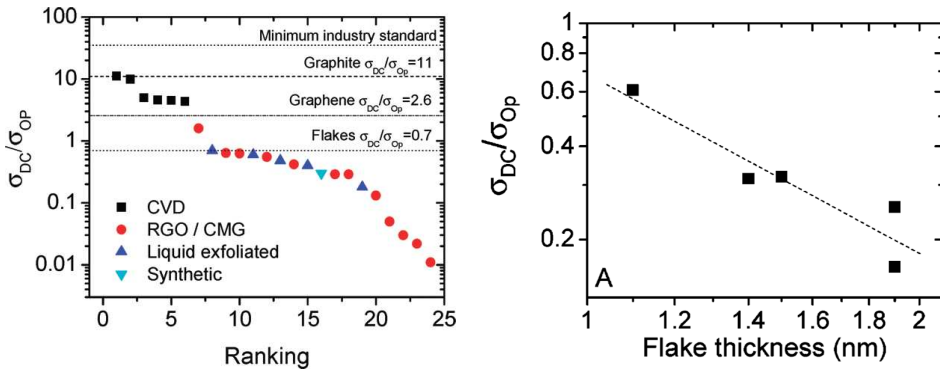 100
10
1
0.1
0.01
σDC/σOP
Minimum industry standard
Graphite σDC/σOp=11
Graphene σDC/σOp=2.6
Flakes σDC/σOp=0.7
CVD
RGO / CMG
Liquid exfoliated
Synthetic
0 5 10 15 20 25
Ranking
1
0.8
0.6
0.4
0.2
σDC/σOp
A
1 1.2 1.4 1.6 1.8 2
Flake thickness (nm)